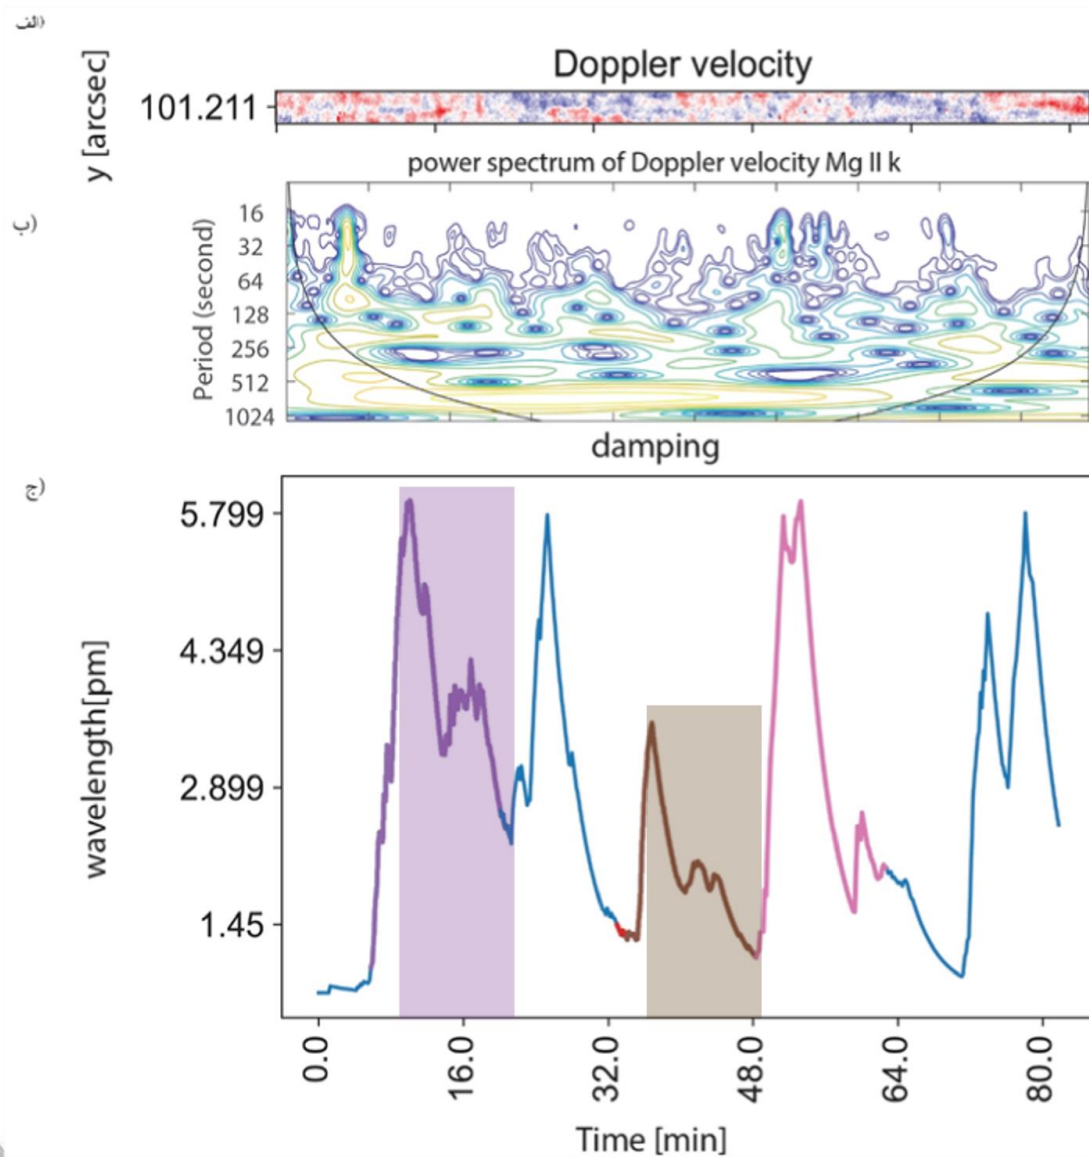 الف)
Doppler velocity
y [arcsec]
101.211
power spectrum of Doppler velocity Mg II k
ب)
Period (second)
16
32
64
128
256
512
1024
damping
ج)
wavelength[pm]
5.799
4.349
2.899
1.45
0.0 16.0 32.0 48.0 64.0 80.0
Time [min]